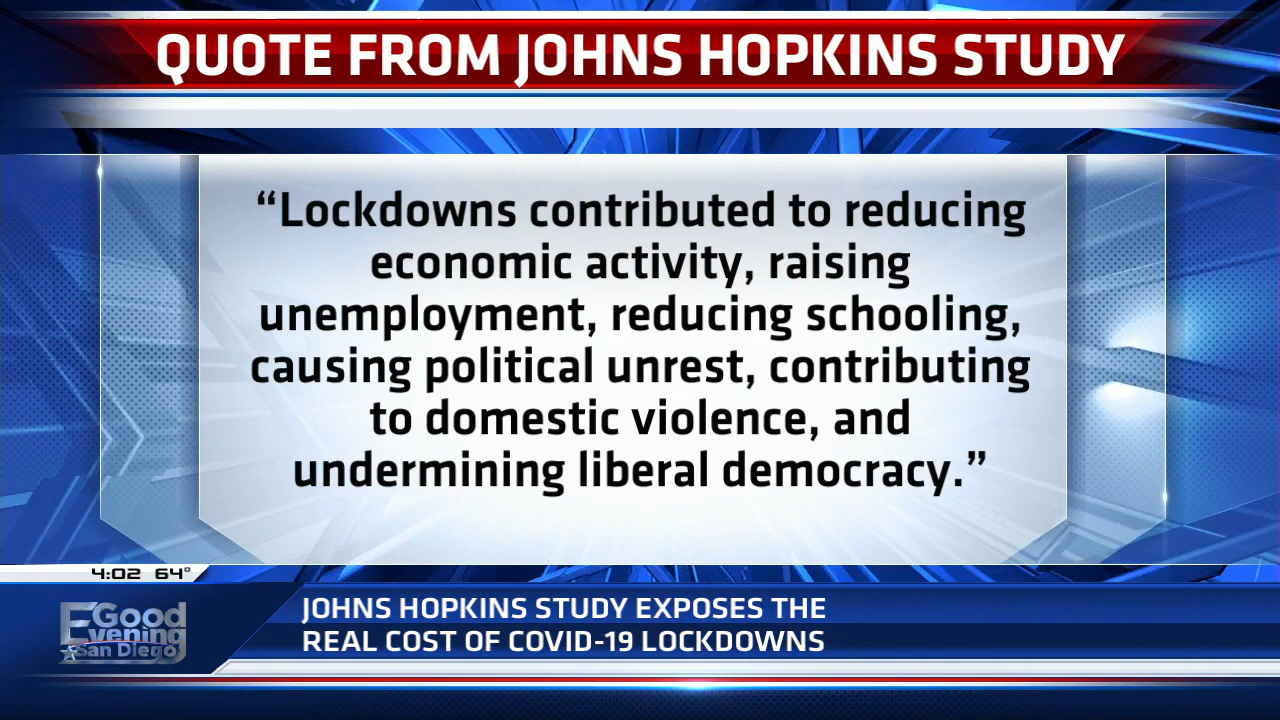 QUOTE FROM JOHNS HOPKINS STUDY
“Lockdowns contributed to reducing
economic activity, raising
unemployment, reducing schooling,
causing political unrest, contributing
to domestic violence, and
undermining liberal democracy.”
4:02 64°
Good
Evening
San Diego
JOHNS HOPKINS STUDY EXPOSES THE
REAL COST OF COVID-19 LOCKDOWNS